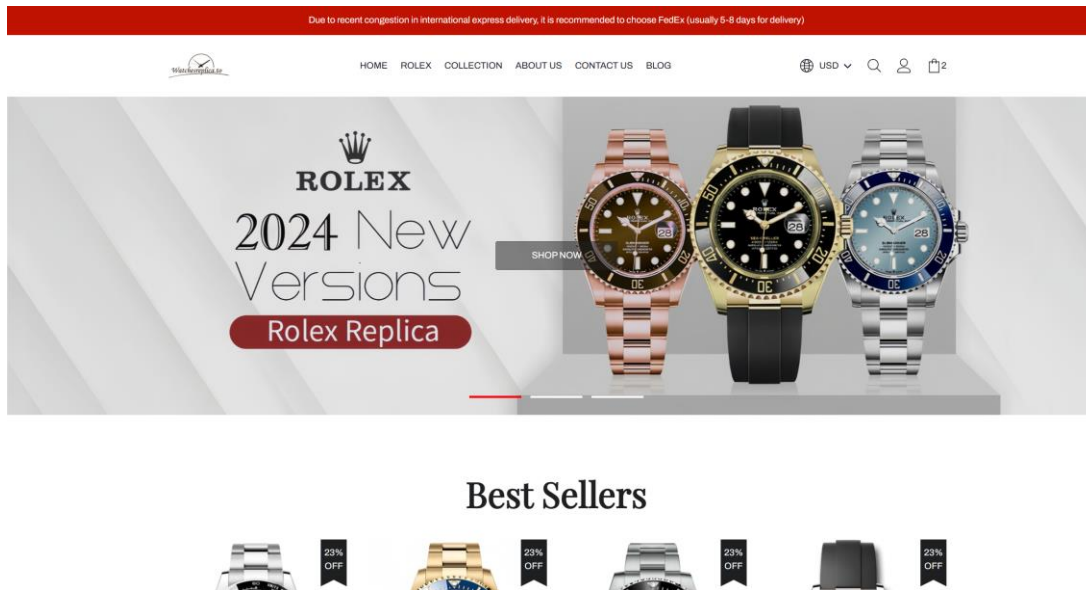 Due to recent congestion in international express delivery, it is recommended to choose FedEx (usually 5-8 days for delivery)
Watchesreplica.sr
HOME ROLEX COLLECTION ABOUT US CONTACT US BLOG
USD
2
ROLEX
2024 New
Versions
Rolex Replica
SHOP NOW
Best Sellers
23%
OFF
23%
OFF
23%
OFF
23%
OFF